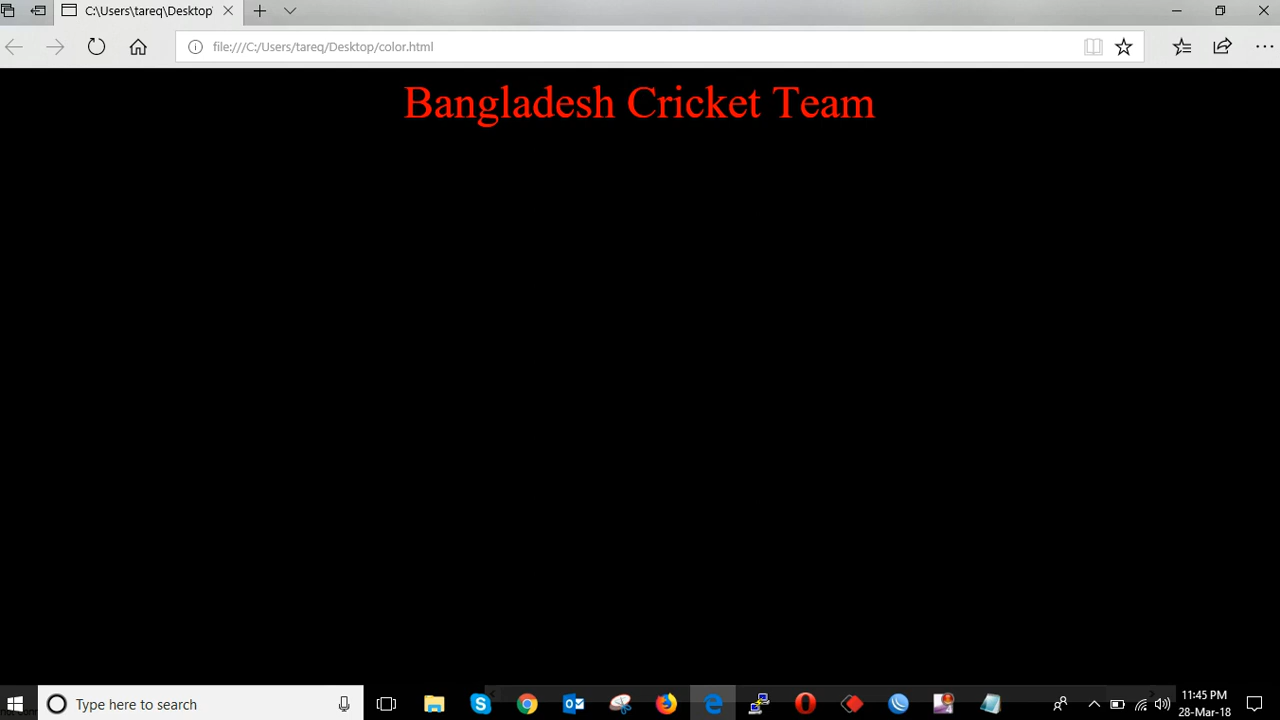 C:\Users\tareq\Desktop\
file:///C:/Users/tareq/Desktop/color.html
Bangladesh Cricket Team
Type here to search
11:45 PM
28-Mar-18